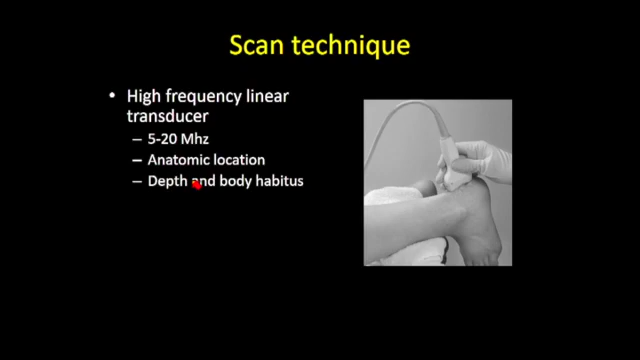 Scan technique
• High frequency linear
transducer
– 5-20 Mhz
– Anatomic location
– Depth and body habitus